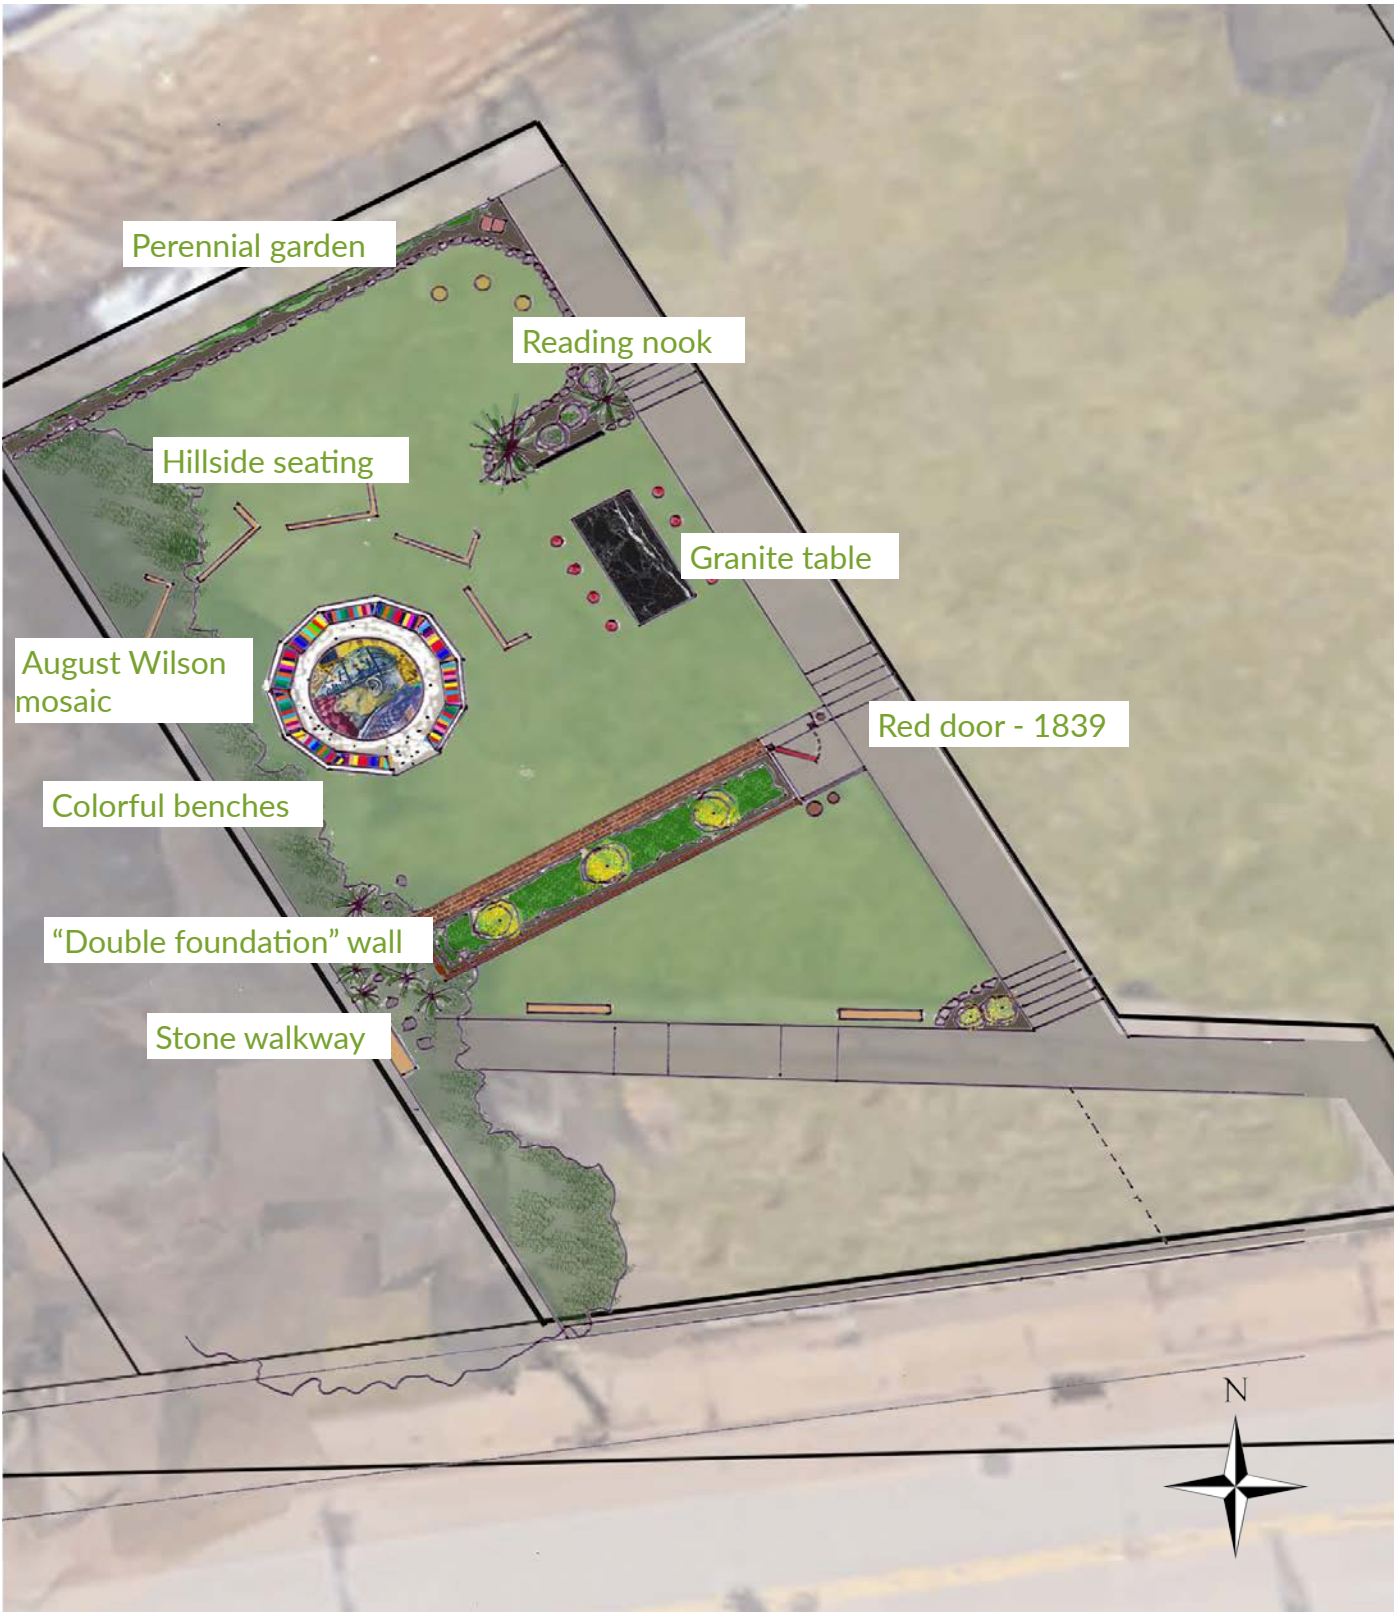 Perennial garden
Reading nook
Hillside seating
Granite table
August Wilson
mosaic
Red door - 1839
Colorful benches
“Double foundation” wall
Stone walkway
N